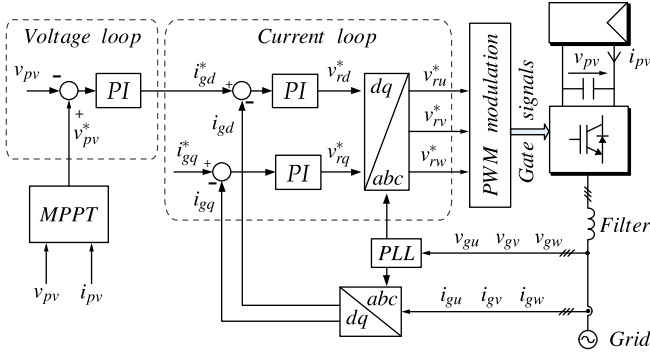 Voltage loop
Current loop
v_pv
-
+
v*_pv
PI
MPPT
v_pv
i_pv
i*_gd
+
-
i_gd
PI
v*_rd
i*_gq
+
-
i_gq
PI
v*_rq
dq
abc
v*_ru
v*_rv
v*_rw
PWM modulation
Gate signals
v_pv
i_pv
Filter
PLL
v_gu v_gv v_gw
abc
dq
i_gu i_gv i_gw
Grid